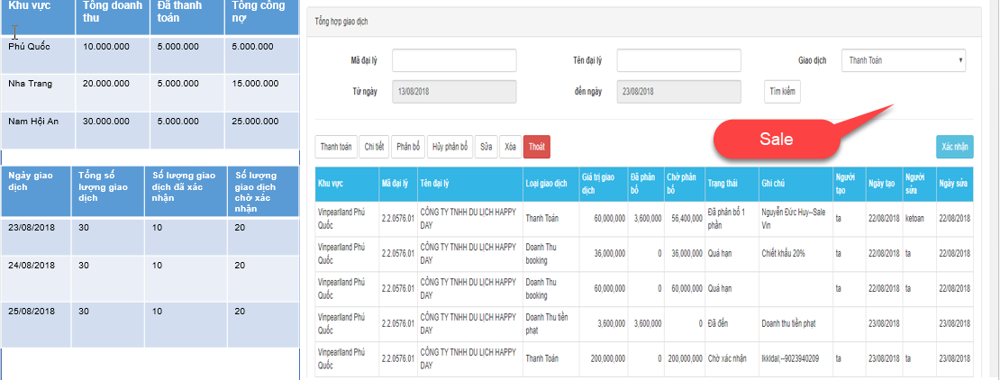 Khu vực Tổng doanh thu Đã thanh toán Tổng công nợ
Phú Quốc 10.000.000 5.000.000 5.000.000
Nha Trang 20.000.000 5.000.000 15.000.000
Nam Hội An 30.000.000 5.000.000 25.000.000
Ngày giao dịch Tổng số lượng giao dịch Số lượng giao dịch đã xác nhận Số lượng giao dịch chờ xác nhận
23/08/2018 30 10 20
24/08/2018 30 10 20
25/08/2018 30 10 20
Tổng hợp giao dịch
Mã đại lý Tên đại lý Giao dịch Thanh Toán
Từ ngày 13/08/2018 đến ngày 23/08/2018 Tìm kiếm
Sale
Thanh toán Chi tiết Phân bổ Hủy phân bổ Sửa Xóa Thoát Xác nhận
Khu vực Mã đại lý Tên đại lý Loại giao dịch Giá trị giao dịch Đã phân bổ Chờ phân bổ Trạng thái Ghi chú Người tạo Ngày tạo Người sửa Ngày sửa
Vinpearlland Phú Quốc 2.2.0576.01 CÔNG TY TNHH DU LỊCH HAPPY DAY Thanh Toán 60,000,000 3,600,000 56,400,000 Đã phân bổ 1 phần Nguyễn Đức Huy--Sale Vin ta 22/08/2018 ketoan 22/08/2018
Vinpearlland Phú Quốc 2.2.0576.01 CÔNG TY TNHH DU LỊCH HAPPY DAY Doanh Thu booking 36,000,000 0 36,000,000 Quá hạn Chiết khấu 20% ta 22/08/2018 ta 22/08/2018
Vinpearlland Phú Quốc 2.2.0576.01 CÔNG TY TNHH DU LỊCH HAPPY DAY Doanh Thu booking 60,000,000 0 60,000,000 Quá hạn ta 22/08/2018 ta 22/08/2018
Vinpearlland Phú Quốc 2.2.0576.01 CÔNG TY TNHH DU LỊCH HAPPY DAY Doanh Thu tiền phạt 3,600,000 3,600,000 0 Đã đến Doanh thu tiền phạt 23/08/2018 23/08/2018
Vinpearlland Phú Quốc 2.2.0576.01 CÔNG TY TNHH DU LỊCH HAPPY DAY Thanh Toán 200,000,000 0 200,000,000 Chờ xác nhận lkkldal;--9023940209 ta 23/08/2018 ta 23/08/2018